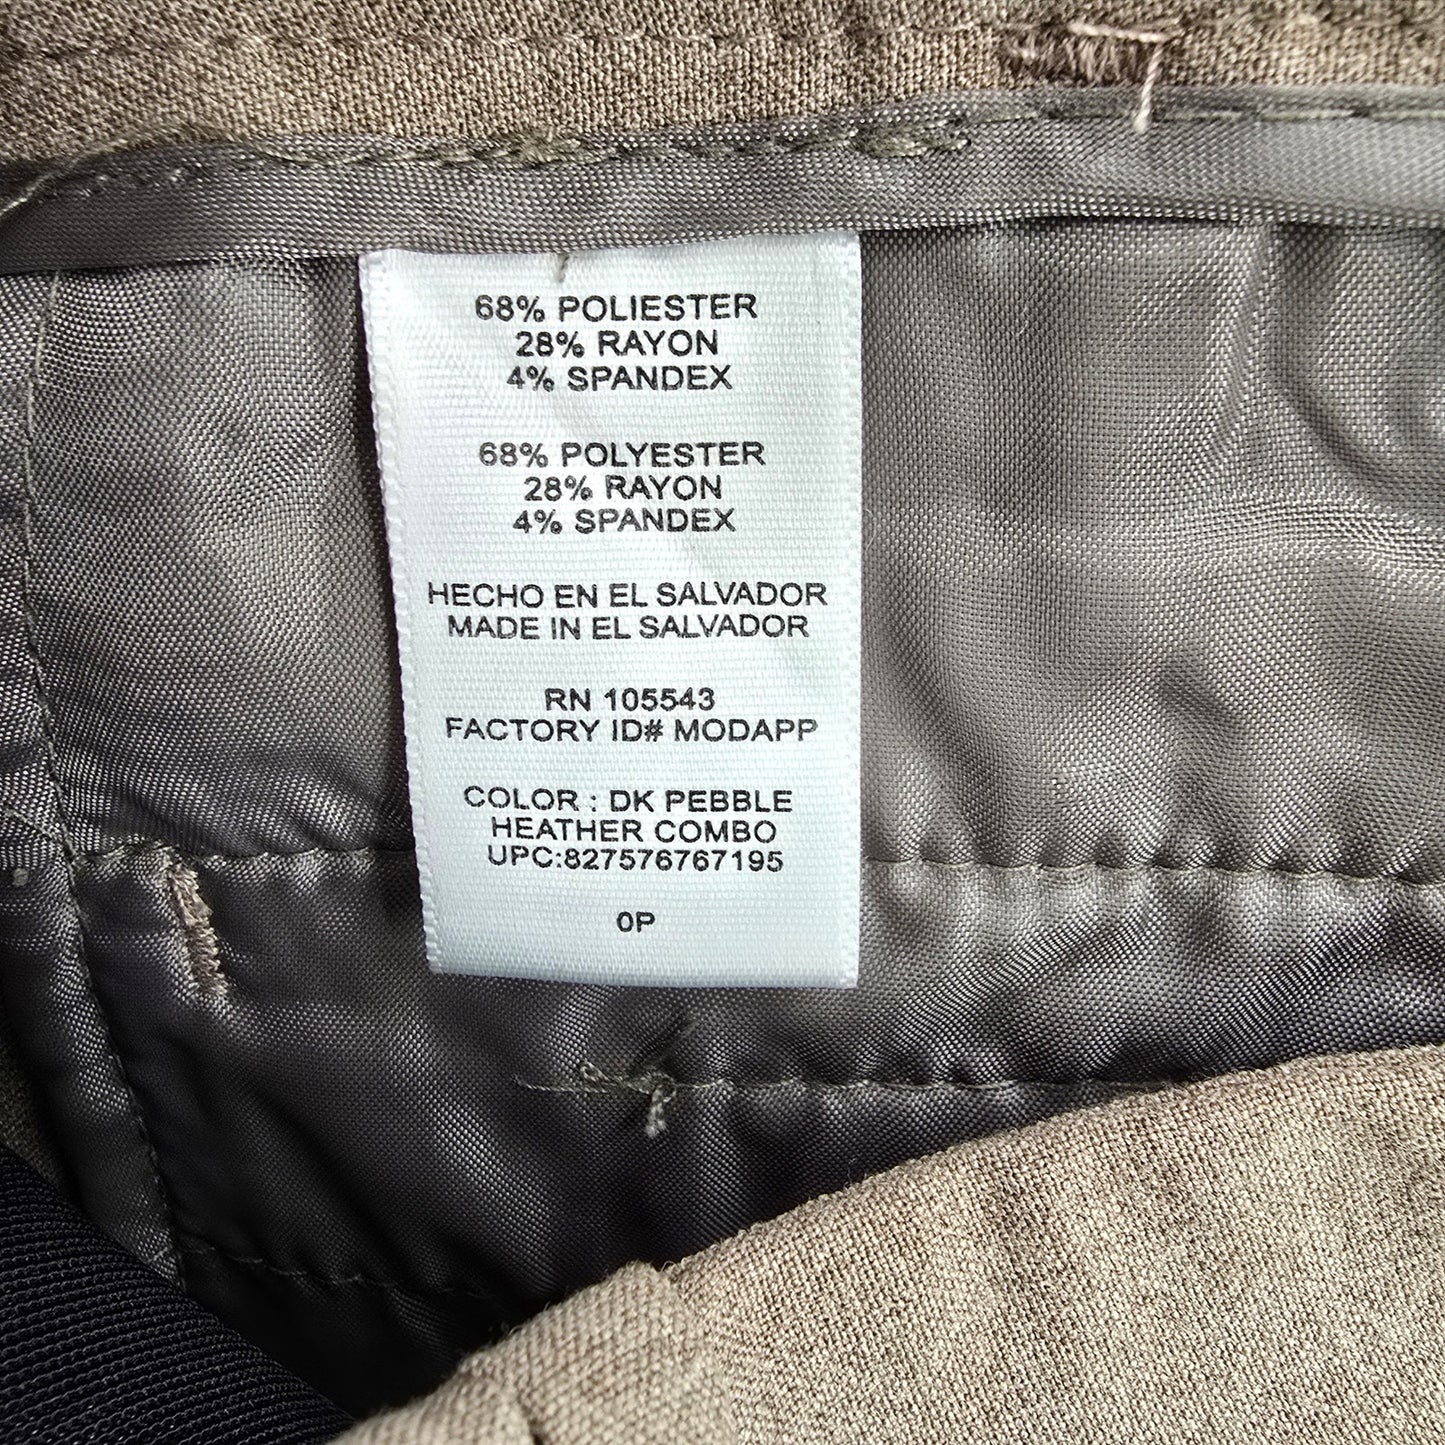 68% POLIESTER
28% RAYON
4% SPANDEX
68% POLYESTER
28% RAYON
4% SPANDEX
HECHO EN EL SALVADOR
MADE IN EL SALVADOR
RN 105543
FACTORY ID# MODAPP
COLOR : DK PEBBLE
HEATHER COMBO
UPC:827576767195
0P